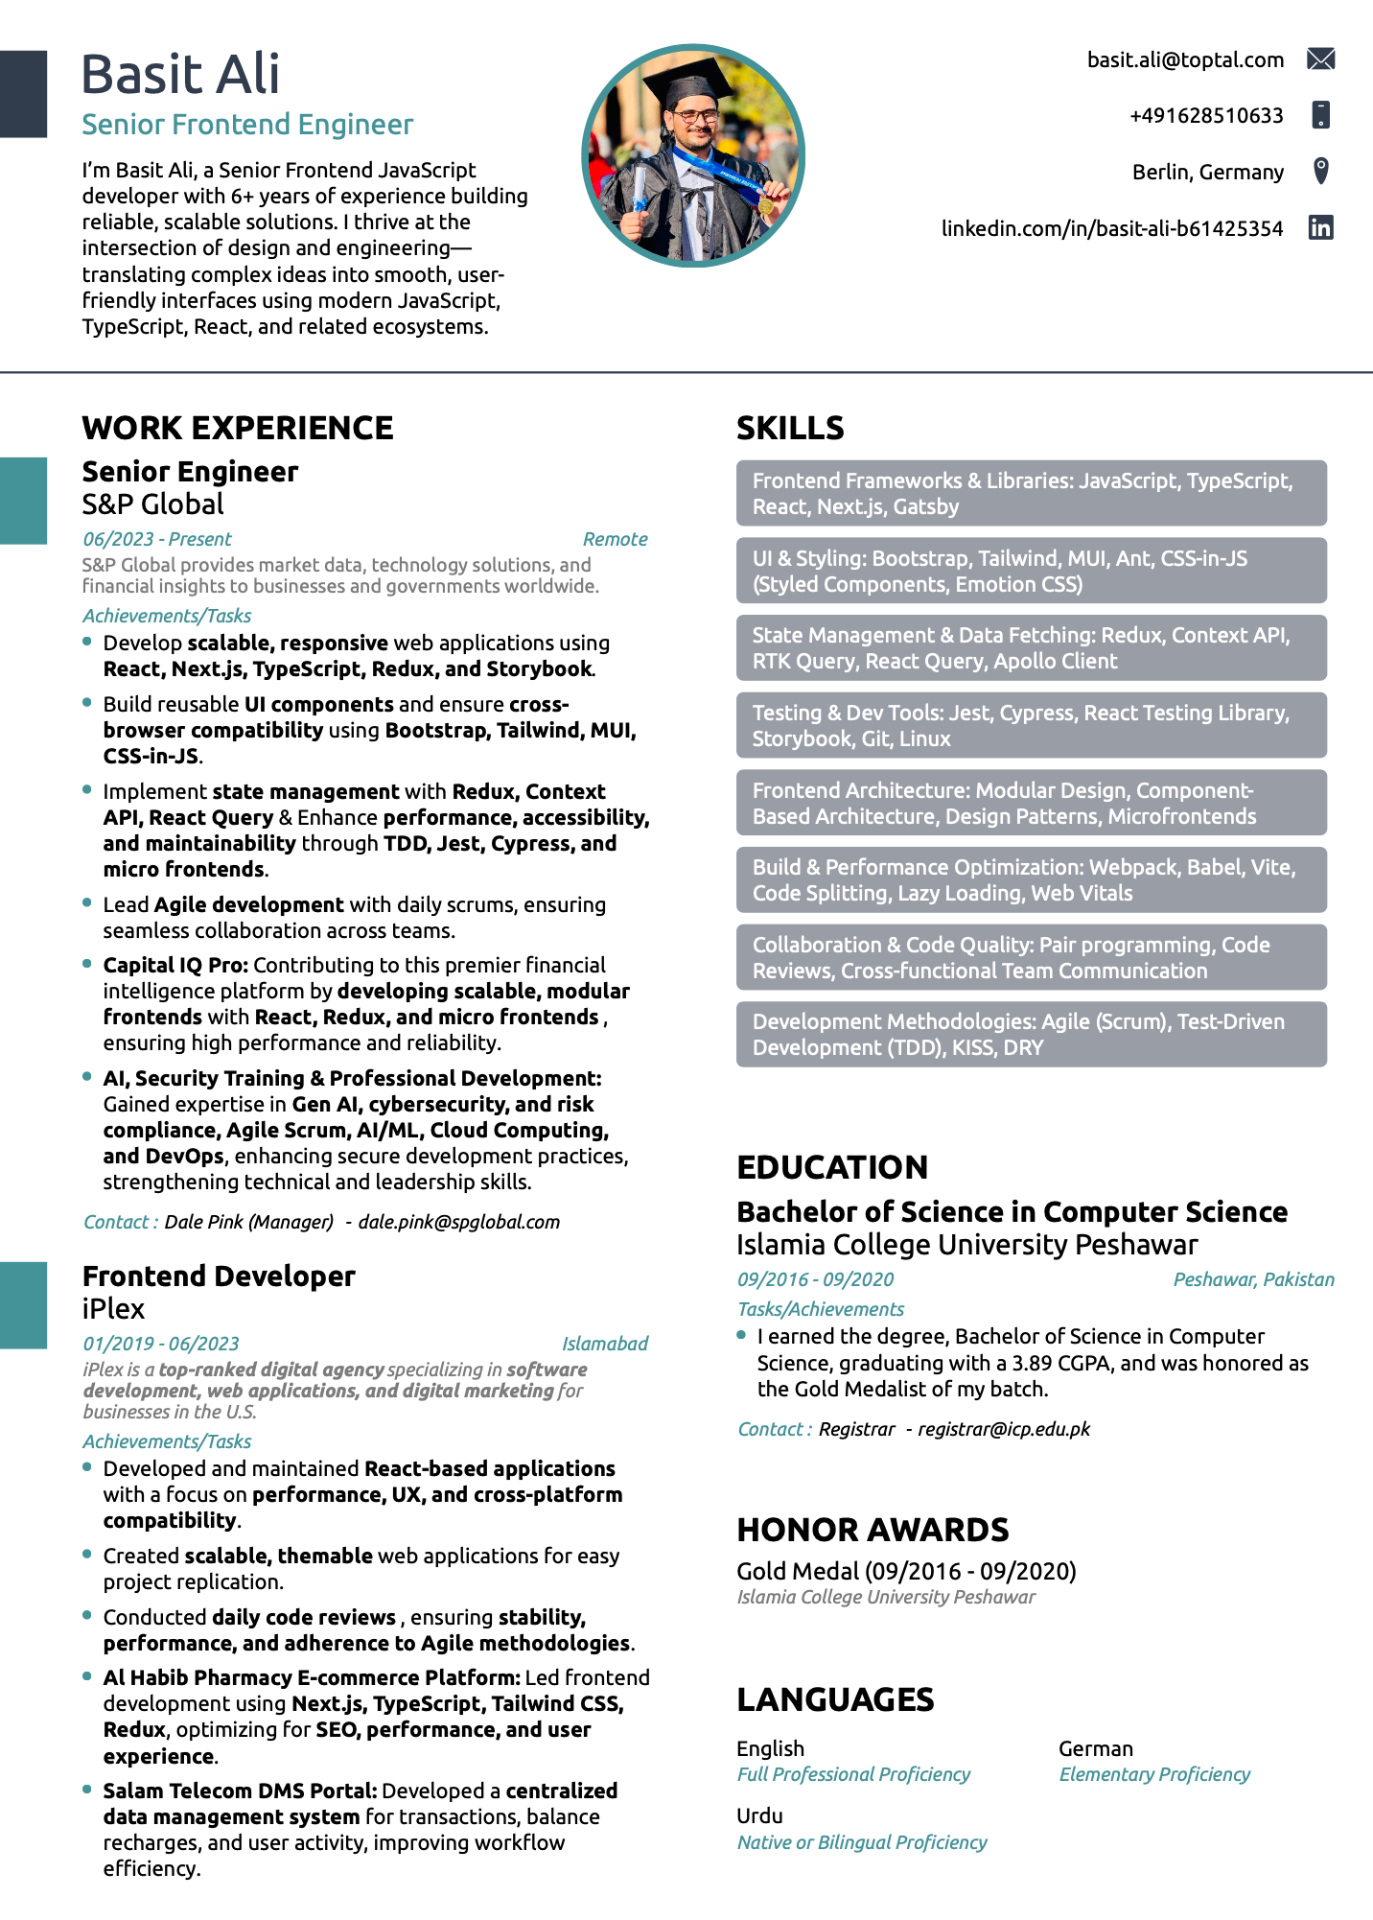 Basit Ali
Senior Frontend Engineer
I’m Basit Ali, a Senior Frontend JavaScript
developer with 6+ years of experience building
reliable, scalable solutions. I thrive at the
intersection of design and engineering—
translating complex ideas into smooth, user-
friendly interfaces using modern JavaScript,
TypeScript, React, and related ecosystems.
basit.ali@toptal.com
+491628510633
Berlin, Germany
linkedin.com/in/basit-ali-b61425354
in
WORK EXPERIENCE
Senior Engineer
S&P Global
06/2023 - Present Remote
S&P Global provides market data, technology solutions, and
financial insights to businesses and governments worldwide.
Achievements/Tasks
Develop scalable, responsive web applications using
React, Next.js, TypeScript, Redux, and Storybook.
Build reusable UI components and ensure cross-
browser compatibility using Bootstrap, Tailwind, MUI,
CSS-in-JS.
Implement state management with Redux, Context
API, React Query & Enhance performance, accessibility,
and maintainability through TDD, Jest, Cypress, and
micro frontends.
Lead Agile development with daily scrums, ensuring
seamless collaboration across teams.
Capital IQ Pro: Contributing to this premier financial
intelligence platform by developing scalable, modular
frontends with React, Redux, and micro frontends ,
ensuring high performance and reliability.
AI, Security Training & Professional Development:
Gained expertise in Gen AI, cybersecurity, and risk
compliance, Agile Scrum, AI/ML, Cloud Computing,
and DevOps, enhancing secure development practices,
strengthening technical and leadership skills.
Contact : Dale Pink (Manager) - dale.pink@spglobal.com
Frontend Developer
iPlex
01/2019 - 06/2023 Islamabad
iPlex is a top-ranked digital agency specializing in software
development, web applications, and digital marketing for
businesses in the U.S.
Achievements/Tasks
Developed and maintained React-based applications
with a focus on performance, UX, and cross-platform
compatibility.
Created scalable, themable web applications for easy
project replication.
Conducted daily code reviews , ensuring stability,
performance, and adherence to Agile methodologies.
Al Habib Pharmacy E-commerce Platform: Led frontend
development using Next.js, TypeScript, Tailwind CSS,
Redux, optimizing for SEO, performance, and user
experience.
Salam Telecom DMS Portal: Developed a centralized
data management system for transactions, balance
recharges, and user activity, improving workflow
efficiency.
SKILLS
Frontend Frameworks & Libraries: JavaScript, TypeScript,
React, Next.js, Gatsby
UI & Styling: Bootstrap, Tailwind, MUI, Ant, CSS-in-JS
(Styled Components, Emotion CSS)
State Management & Data Fetching: Redux, Context API,
RTK Query, React Query, Apollo Client
Testing & Dev Tools: Jest, Cypress, React Testing Library,
Storybook, Git, Linux
Frontend Architecture: Modular Design, Component-
Based Architecture, Design Patterns, Microfrontends
Build & Performance Optimization: Webpack, Babel, Vite,
Code Splitting, Lazy Loading, Web Vitals
Collaboration & Code Quality: Pair programming, Code
Reviews, Cross-functional Team Communication
Development Methodologies: Agile (Scrum), Test-Driven
Development (TDD), KISS, DRY
EDUCATION
Bachelor of Science in Computer Science
Islamia College University Peshawar
09/2016 - 09/2020 Peshawar, Pakistan
Tasks/Achievements
I earned the degree, Bachelor of Science in Computer
Science, graduating with a 3.89 CGPA, and was honored as
the Gold Medalist of my batch.
Contact : Registrar - registrar@icp.edu.pk
HONOR AWARDS
Gold Medal (09/2016 - 09/2020)
Islamia College University Peshawar
LANGUAGES
English
Full Professional Proficiency
German
Elementary Proficiency
Urdu
Native or Bilingual Proficiency